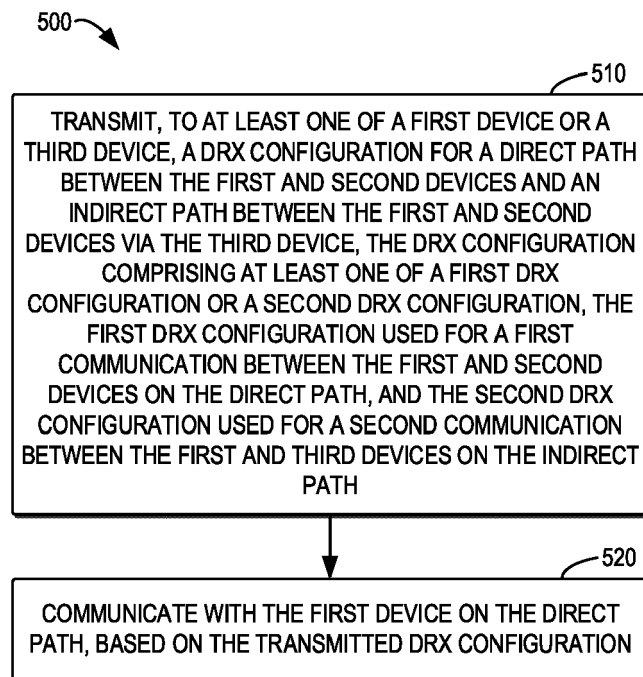 500
510
TRANSMIT, TO AT LEAST ONE OF A FIRST DEVICE OR A
THIRD DEVICE, A DRX CONFIGURATION FOR A DIRECT PATH
BETWEEN THE FIRST AND SECOND DEVICES AND AN
INDIRECT PATH BETWEEN THE FIRST AND SECOND
DEVICES VIA THE THIRD DEVICE, THE DRX CONFIGURATION
COMPRISING AT LEAST ONE OF A FIRST DRX
CONFIGURATION OR A SECOND DRX CONFIGURATION, THE
FIRST DRX CONFIGURATION USED FOR A FIRST
COMMUNICATION BETWEEN THE FIRST AND SECOND
DEVICES ON THE DIRECT PATH, AND THE SECOND DRX
CONFIGURATION USED FOR A SECOND COMMUNICATION
BETWEEN THE FIRST AND THIRD DEVICES ON THE INDIRECT
PATH
520
COMMUNICATE WITH THE FIRST DEVICE ON THE DIRECT
PATH, BASED ON THE TRANSMITTED DRX CONFIGURATION